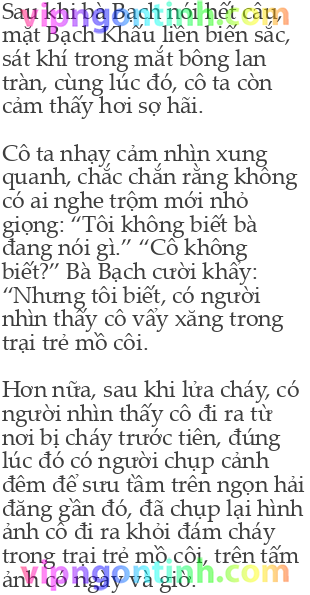 Sau khi bà Bạch nói hết câu,
mặt Bạch Khấu liền biến sắc,
sát khí trong mắt bỗng lan
tràn, cùng lúc đó, cô ta còn
cảm thấy hơi sợ hãi.

Cô ta nhạy cảm nhìn xung
quanh, chắc chắn rằng không
có ai nghe trộm mới nhỏ
giọng: “Tôi không biết bà
đang nói gì.” “Cô không
biết?” Bà Bạch cười khẩy:
“Nhưng tôi biết, có người
nhìn thấy cô vẩy xăng trong
trại trẻ mồ côi.

Hơn nữa, sau khi lửa cháy, có
người nhìn thấy cô đi ra từ
nơi bị cháy trước tiên, đúng
lúc đó có người chụp cảnh
đêm để sưu tầm trên ngọn hải
đăng gần đó, đã chụp lại hình
ảnh cô đi ra khỏi đám cháy
trong trại trẻ mồ côi, trên tấm
ảnh có ngày và giờ.
vipngontinh.com
vipngontinh.com